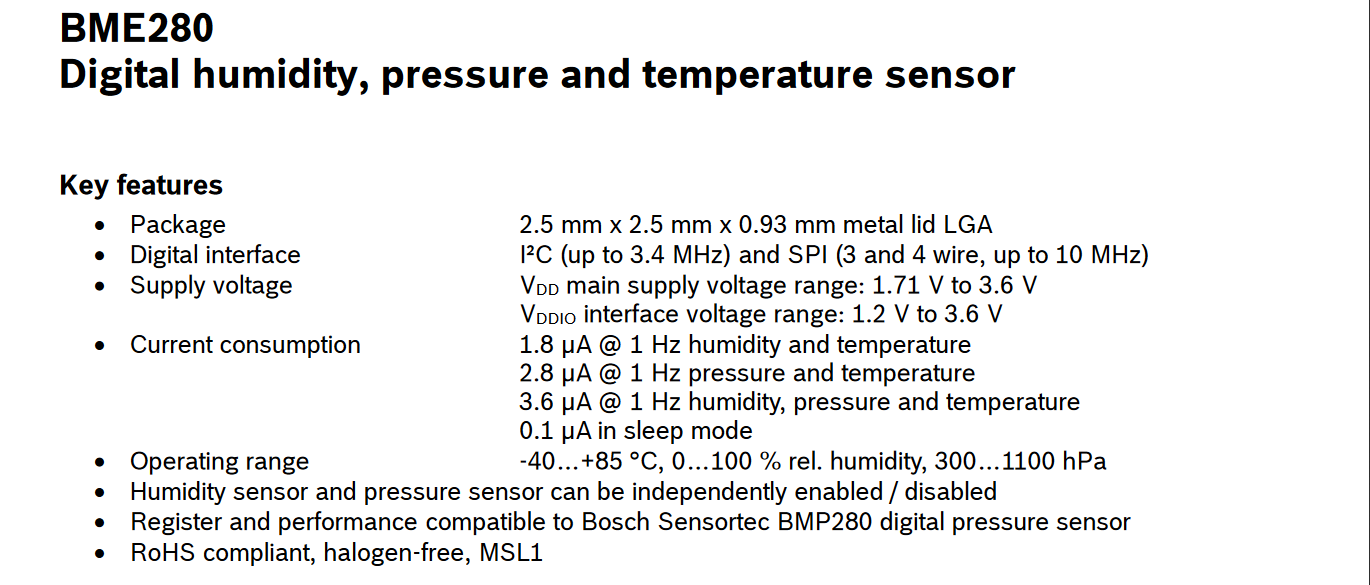 BME280
Digital humidity, pressure and temperature sensor
Key features
• Package 2.5 mm x 2.5 mm x 0.93 mm metal lid LGA
• Digital interface I²C (up to 3.4 MHz) and SPI (3 and 4 wire, up to 10 MHz)
• Supply voltage VDD main supply voltage range: 1.71 V to 3.6 V
VDDIO interface voltage range: 1.2 V to 3.6 V
• Current consumption 1.8 µA @ 1 Hz humidity and temperature
2.8 µA @ 1 Hz pressure and temperature
3.6 µA @ 1 Hz humidity, pressure and temperature
0.1 µA in sleep mode
• Operating range -40…+85 °C, 0…100 % rel. humidity, 300…1100 hPa
• Humidity sensor and pressure sensor can be independently enabled / disabled
• Register and performance compatible to Bosch Sensortec BMP280 digital pressure sensor
• RoHS compliant, halogen-free, MSL1